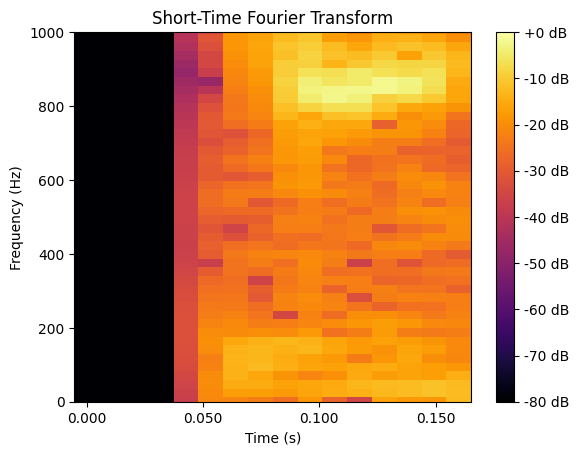 Short-Time Fourier Transform
1000
800
600
400
200
0
Frequency (Hz)
0.000
0.050
0.100
0.150
Time (s)
+0 dB
-10 dB
-20 dB
-30 dB
-40 dB
-50 dB
-60 dB
-70 dB
-80 dB